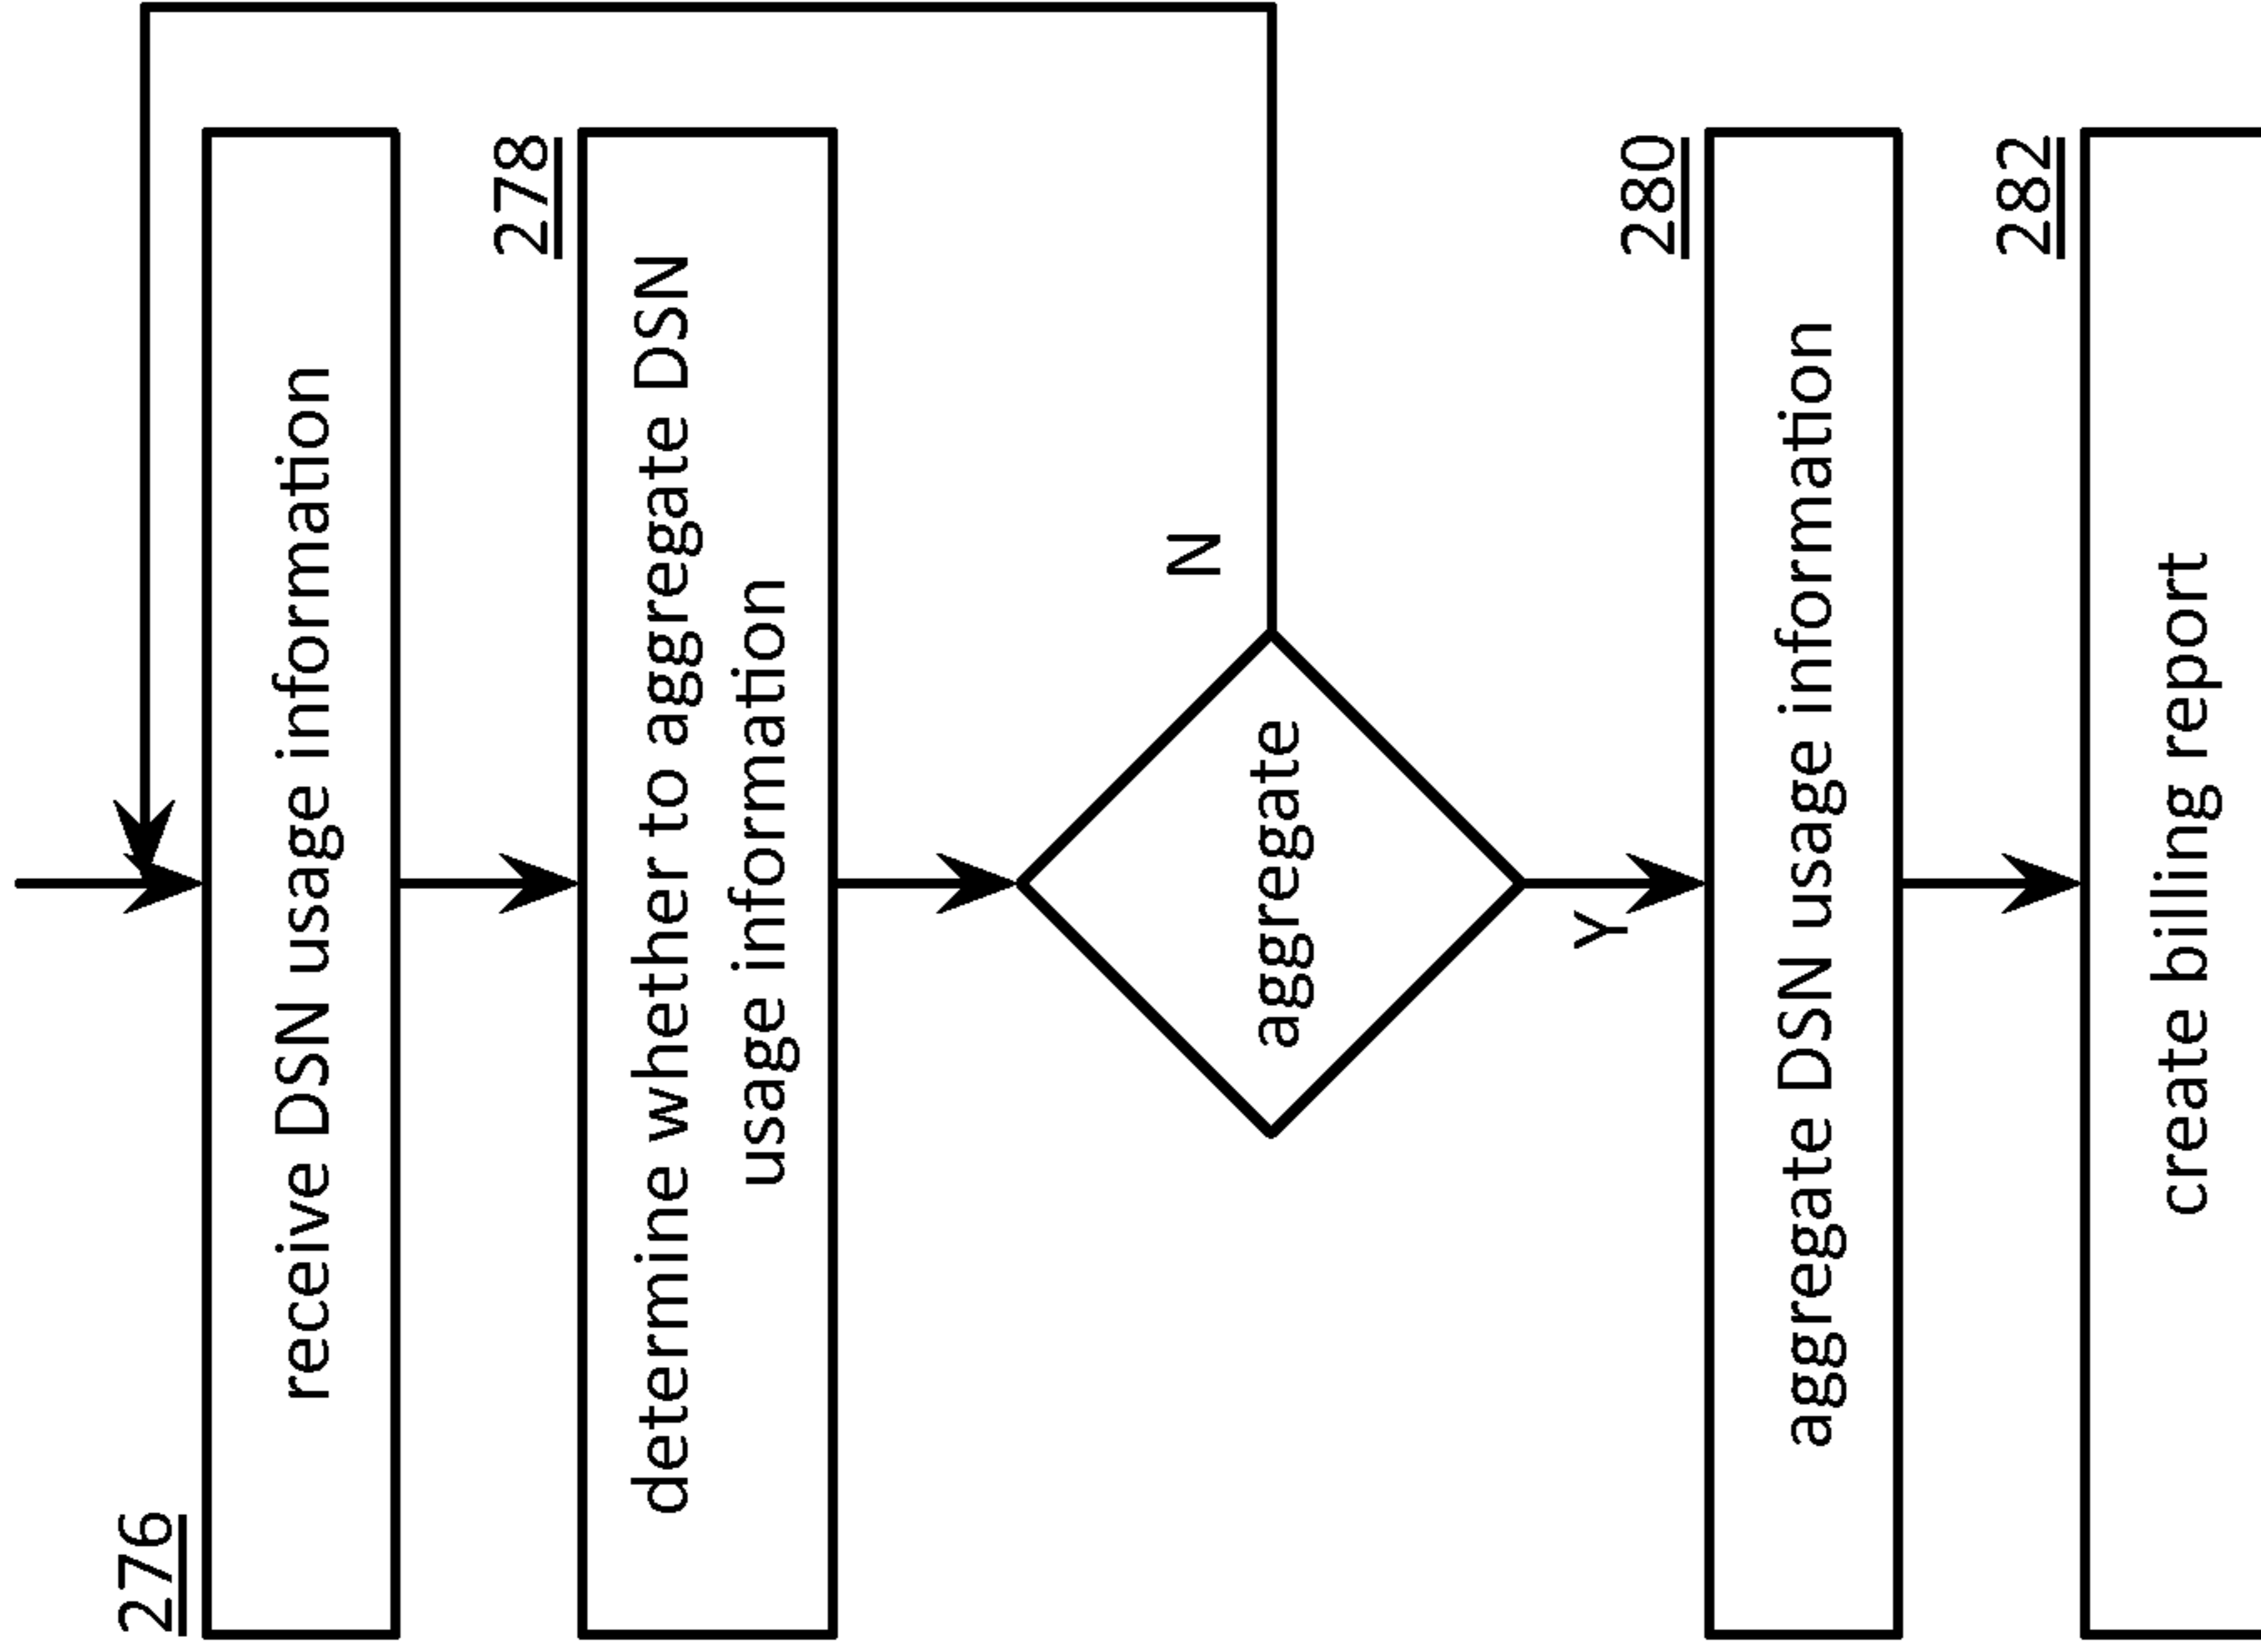 276
receive DSN usage information
278
determine whether to aggregate DSN
usage information
aggregate
N
Y
280
aggregate DSN usage information
282
create billing report